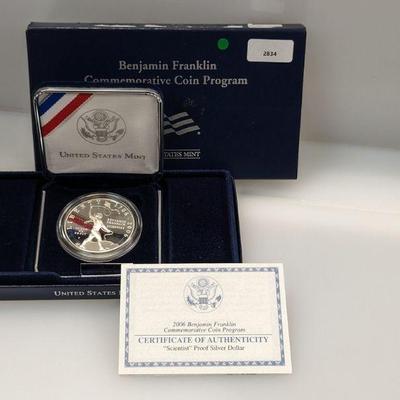 Benjamin Franklin
Commemorative Coin Program
2834
STATES MINT
UNITED STATES MINT
UNITED STATES MIN
2006 Benjamin Franklin
Commemorative Coin Program
CERTIFICATE OF AUTHENTICITY
"Scientist" Proof Silver Dollar